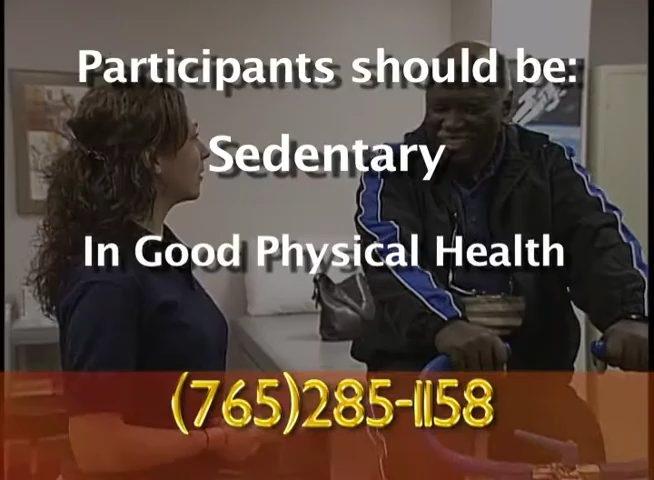 Participants should be:
Sedentary
In Good Physical Health
(765)285-1158